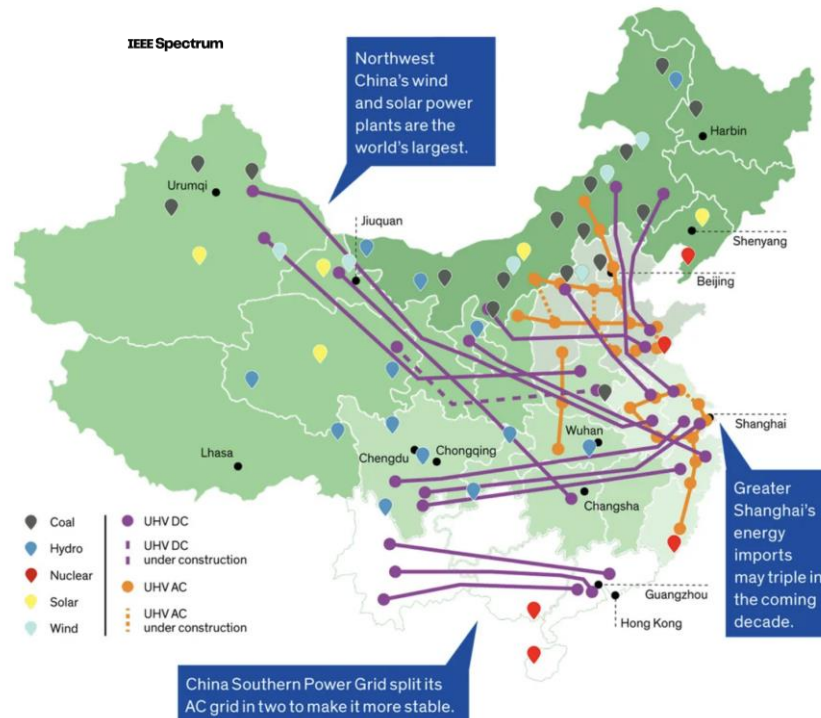 IEEE Spectrum
Northwest
China's wind
and solar power
plants are the
world's largest.
Harbin
Urumqi
Jiuquan
Shenyang
Beijing
Shanghai
Wuhan
Chengdu
Chongqing
Lhasa
Changsha
Greater
Shanghai's
energy
imports
may triple in
the coming
decade.
Coal
Hydro
Nuclear
Solar
Wind
UHV DC
UHV DC
under construction
UHV AC
UHV AC
under construction
Guangzhou
Hong Kong
China Southern Power Grid split its
AC grid in two to make it more stable.